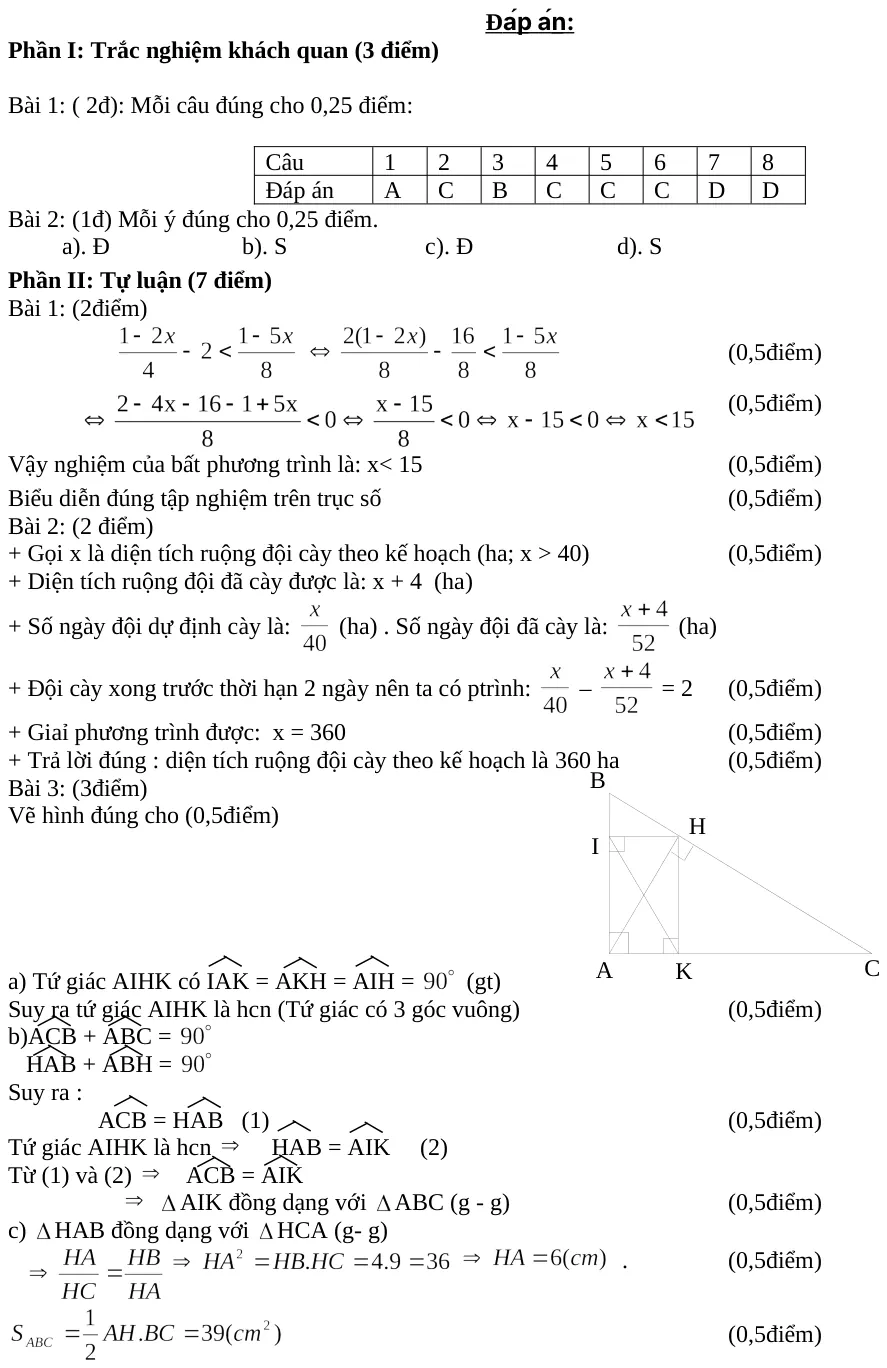 Đáp án:
Phần I: Trắc nghiệm khách quan (3 điểm)
Bài 1: ( 2đ): Mỗi câu đúng cho 0,25 điểm:
Câu 1 2 3 4 5 6 7 8
Đáp án A C B C C C D D
Bài 2: (1đ) Mỗi ý đúng cho 0,25 điểm.
a). Đ b). S c). Đ d). S
Phần II: Tự luận (7 điểm)
Bài 1: (2điểm)
(1 − 2x)/4 − 2 < (1 − 5x)/8 ⇔ 2(1 − 2x)/8 − 16/8 < (1 − 5x)/8 (0,5điểm)
⇔ (2 − 4x − 16 − 1 + 5x)/8 < 0 ⇔ (x − 15)/8 < 0 ⇔ x − 15 < 0 ⇔ x < 15 (0,5điểm)
Vậy nghiệm của bất phương trình là: x< 15 (0,5điểm)
Biểu diễn đúng tập nghiệm trên trục số (0,5điểm)
Bài 2: (2 điểm)
+ Gọi x là diện tích ruộng đội cày theo kế hoạch (ha; x > 40) (0,5điểm)
+ Diện tích ruộng đội đã cày được là: x + 4 (ha)
+ Số ngày đội dự định cày là: x/40 (ha) . Số ngày đội đã cày là: (x + 4)/52 (ha)
+ Đội cày xong trước thời hạn 2 ngày nên ta có ptrình: x/40 – (x + 4)/52 = 2 (0,5điểm)
+ Giaỉ phương trình được: x = 360 (0,5điểm)
+ Trả lời đúng : diện tích ruộng đội cày theo kế hoạch là 360 ha (0,5điểm)
Bài 3: (3điểm)
Vẽ hình đúng cho (0,5điểm)
B
H
I
A K C
a) Tứ giác AIHK có IAK = AKH = AIH = 90° (gt)
Suy ra tứ giác AIHK là hcn (Tứ giác có 3 góc vuông) (0,5điểm)
b)ACB + ABC = 90°
HAB + ABH = 90°
Suy ra :
ACB = HAB (1) (0,5điểm)
Tứ giác AIHK là hcn ⇒ HAB = AIK (2)
Từ (1) và (2) ⇒ ACB = AIK
⇒ Δ AIK đồng dạng với Δ ABC (g - g) (0,5điểm)
c) Δ HAB đồng dạng với Δ HCA (g- g)
⇒ HA/HC = HB/HA ⇒ HA² = HB.HC = 4.9 = 36 ⇒ HA = 6(cm) . (0,5điểm)
S ABC = 1/2 AH.BC = 39(cm²) (0,5điểm)